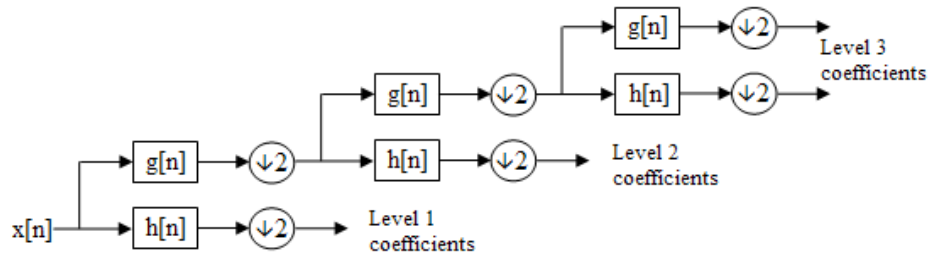 g[n] ↓2
Level 3
coefficients
g[n] ↓2 h[n] ↓2
g[n] ↓2 h[n] ↓2
Level 2
coefficients
x[n] h[n] ↓2
Level 1
coefficients